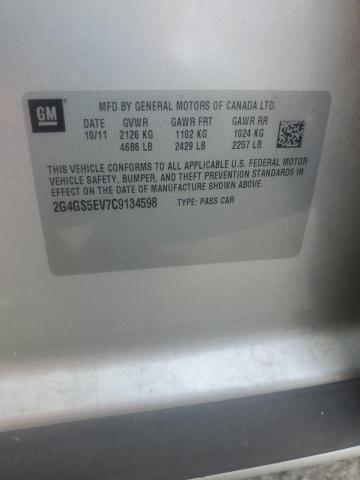 GM
MFD BY GENERAL MOTORS OF CANADA LTD.
DATE GVWR GAWR FRT GAWR RR
10/11 2126 KG 1102 KG 1024 KG
4686 LB 2429 LB 2257 LB
THIS VEHICLE CONFORMS TO ALL APPLICABLE U.S. FEDERAL MOTOR
VEHICLE SAFETY, BUMPER, AND THEFT PREVENTION STANDARDS IN
EFFECT ON THE DATE OF MANUFACTURE SHOWN ABOVE.
2G4GS5EV7C9134598 TYPE: PASS CAR